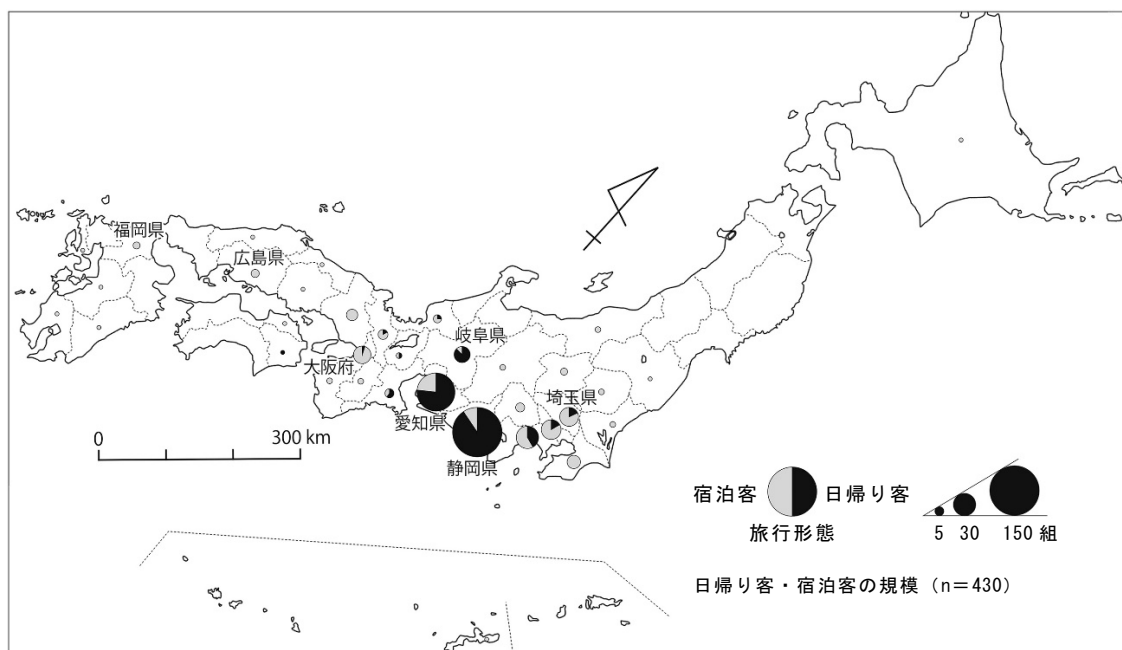 福岡県
広島県
岐阜県
大阪府
埼玉県
愛知県
静岡県
0 300 km
宿泊客 日帰り客
旅行形態
5 30 150 組
日帰り客・宿泊客の規模（n＝430）